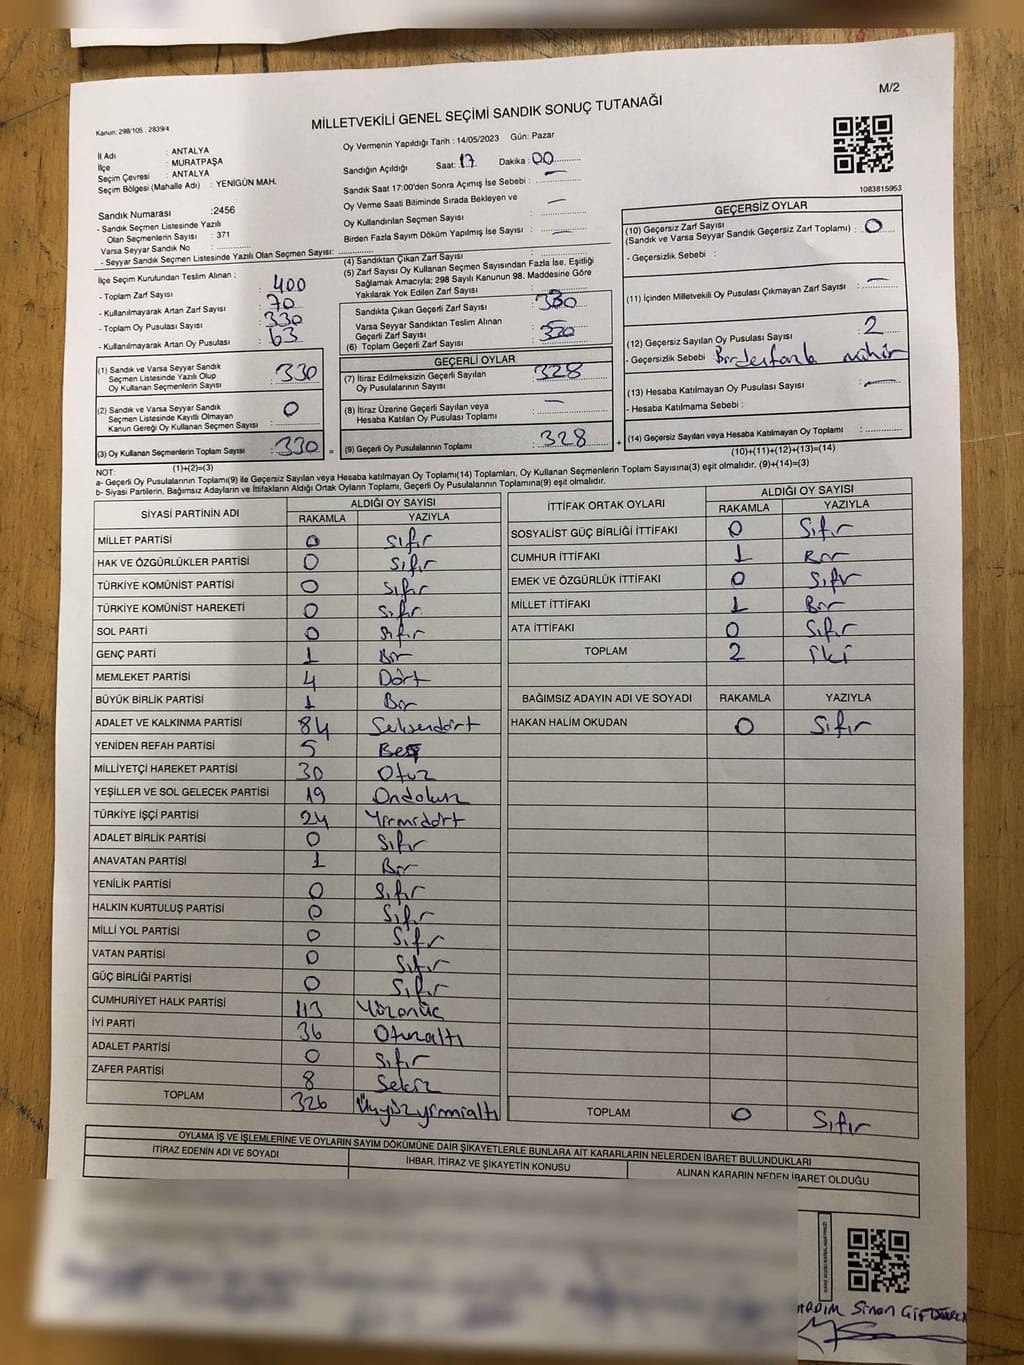 M/2
MİLLETVEKİLİ GENEL SEÇİMİ SANDIK SONUÇ TUTANAĞI
Kanun, 298/105 , 2839/4
İl Adı : ANTALYA
İlçe : MURATPAŞA
Seçim Çevresi : ANTALYA
Seçim Bölgesi (Mahalle Adı) : YENİGÜN MAH.
Sandık Numarası :2456
- Sandık Seçmen Listesinde Yazılı
Olan Seçmenlerin Sayısı : 371
Varsa Seyyar Sandık No :
- Seyyar Sandık Seçmen Listesinde Yazılı Olan Seçmen Sayısı:
Oy Vermenin Yapıldığı Tarih : 14/05/2023 Gün: Pazar
Sandığın Açıldığı Saat: 17 Dakika : 00
Sandık Saat 17:00'den Sonra Açımış İse Sebebi : —
Oy Verme Saati Bitiminde Sırada Bekleyen ve
Oy Kullandırılan Seçmen Sayısı : —
Birden Fazla Sayım Döküm Yapılmış İse Sayısı : —
1083815953
İlçe Seçim Kurulundan Teslim Alınan :
- Toplam Zarf Sayısı : 400
- Kullanılmayarak Artan Zarf Sayısı : 70
- Toplam Oy Pusulası Sayısı : 330
- Kullanılmayarak Artan Oy Pusulası : 63
(1) Sandık ve Varsa Seyyar Sandık
Seçmen Listesinde Yazılı Olup
Oy Kullanan Seçmenlerin Sayısı : 330
(2) Sandık ve Varsa Seyyar Sandık
Seçmen Listesinde Kayıtlı Olmayan
Kanun Gereği Oy Kullanan Seçmen Sayısı : 0
(3) Oy Kullanan Seçmenlerin Toplam Sayısı : 330
(1)+(2)=(3)
(4) Sandıktan Çıkan Zarf Sayısı :
(5) Zarf Sayısı Oy Kullanan Seçmen Sayısından Fazla İse, Eşitliği
Sağlamak Amacıyla; 298 Sayılı Kanunun 98. Maddesine Göre
Yakılarak Yok Edilen Zarf Sayısı :
Sandıkta Çıkan Geçerli Zarf Sayısı : 330
Varsa Seyyar Sandıktan Teslim Alınan
Geçerli Zarf Sayısı : —
(6) Toplam Geçerli Zarf Sayısı : 330
GEÇERLİ OYLAR
(7) İtiraz Edilmeksizin Geçerli Sayılan
Oy Pusulalarının Sayısı : 328
(8) İtiraz Üzerine Geçerli Sayılan veya
Hesaba Katılan Oy Pusulası Toplamı : —
(9) Geçerli Oy Pusulalarının Toplamı : 328
GEÇERSİZ OYLAR
(10) Geçersiz Zarf Sayısı
(Sandık ve Varsa Seyyar Sandık Geçersiz Zarf Toplamı) : 0
- Geçersizlik Sebebi :
(11) İçinden Milletvekili Oy Pusulası Çıkmayan Zarf Sayısı : —
(12) Geçersiz Sayılan Oy Pusulası Sayısı : 2
- Geçersizlik Sebebi : Birdenfazla mühür
(13) Hesaba Katılmayan Oy Pusulası Sayısı : —
- Hesaba Katılmama Sebebi :
(14) Geçersiz Sayılan veya Hesaba Katılmayan Oy Toplamı :
(10)+(11)+(12)+(13)=(14)
NOT:
a- Geçerli Oy Pusulaları Toplamı(9) ile Geçersiz Sayılan veya Hesaba katılmayan Oy Toplamı(14) Toplamları, Oy Kullanan Seçmenlerin Toplam Sayısına(3) eşit olmalıdır. (9)+(14)=(3)
b- Siyasi Partilerin, Bağımsız Adayların ve İttifakların Aldığı Ortak Oyların Toplamı, Geçerli Oy Pusulalarının Toplamına(9) eşit olmalıdır.
SİYASİ PARTİNİN ADI ALDIĞI OY SAYISI
RAKAMLA YAZIYLA
MİLLET PARTİSİ 0 Sıfır
HAK VE ÖZGÜRLÜKLER PARTİSİ 0 Sıfır
TÜRKİYE KOMÜNİST PARTİSİ 0 Sıfır
TÜRKİYE KOMÜNİST HAREKETİ 0 Sıfır
SOL PARTİ 0 Sıfır
GENÇ PARTİ 1 Bir
MEMLEKET PARTİSİ 4 Dört
BÜYÜK BİRLİK PARTİSİ 1 Bir
ADALET VE KALKINMA PARTİSİ 84 Seksendört
YENİDEN REFAH PARTİSİ 5 Beş
MİLLİYETÇİ HAREKET PARTİSİ 30 Otuz
YEŞİLLER VE SOL GELECEK PARTİSİ 19 Ondokuz
TÜRKİYE İŞÇİ PARTİSİ 24 Yirmidört
ADALET BİRLİK PARTİSİ 0 Sıfır
ANAVATAN PARTİSİ 1 Bir
YENİLİK PARTİSİ 0 Sıfır
HALKIN KURTULUŞ PARTİSİ 0 Sıfır
MİLLİ YOL PARTİSİ 0 Sıfır
VATAN PARTİSİ 0 Sıfır
GÜÇ BİRLİĞİ PARTİSİ 0 Sıfır
CUMHURİYET HALK PARTİSİ 113 Yüzonüç
İYİ PARTİ 36 Otuzaltı
ADALET PARTİSİ 0 Sıfır
ZAFER PARTİSİ 8 Sekiz
TOPLAM 326 Üçyüzyirmialtı
İTTİFAK ORTAK OYLARI ALDIĞI OY SAYISI
RAKAMLA YAZIYLA
SOSYALİST GÜÇ BİRLİĞİ İTTİFAKI 0 Sıfır
CUMHUR İTTİFAKI 1 Bir
EMEK VE ÖZGÜRLÜK İTTİFAKI 0 Sıfır
MİLLET İTTİFAKI 1 Bir
ATA İTTİFAKI 0 Sıfır
TOPLAM 2 iki
BAĞIMSIZ ADAYIN ADI VE SOYADI RAKAMLA YAZIYLA
HAKAN HALİM OKUDAN 0 Sıfır
TOPLAM 0 Sıfır
OYLAMA İŞ VE İŞLEMLERİNE VE OYLARIN SAYIM DÖKÜMÜNE DAİR ŞİKAYETLERLE BUNLARA AİT KARARLARIN NELERDEN İBARET BULUNDUKLARI
İTİRAZ EDENİN ADI VE SOYADI İHBAR, İTİRAZ VE ŞİKAYETİN KONUSU ALINAN KARARIN NEDEN İBARET OLDUĞU
Sinan